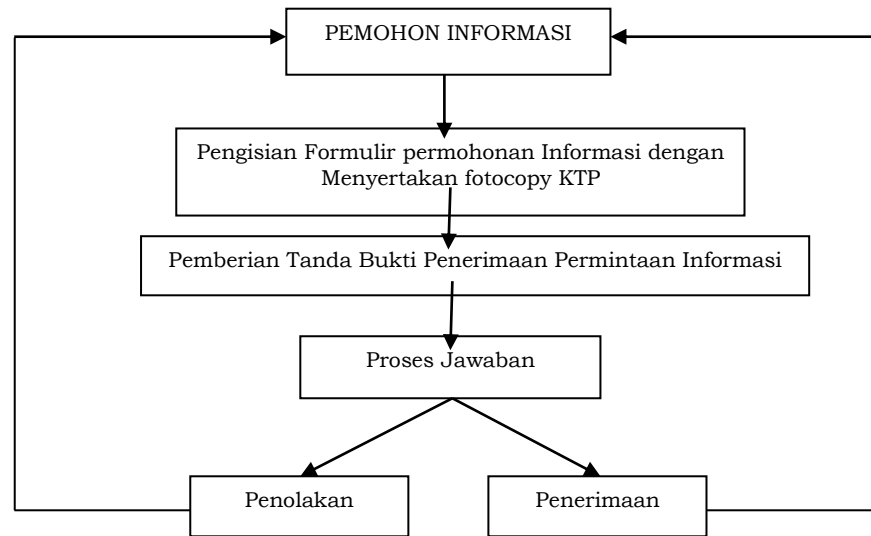 PEMOHON INFORMASI
Pengisian Formulir permohonan Informasi dengan
Menyertakan fotocopy KTP
Pemberian Tanda Bukti Penerimaan Permintaan Informasi
Proses Jawaban
Penolakan
Penerimaan